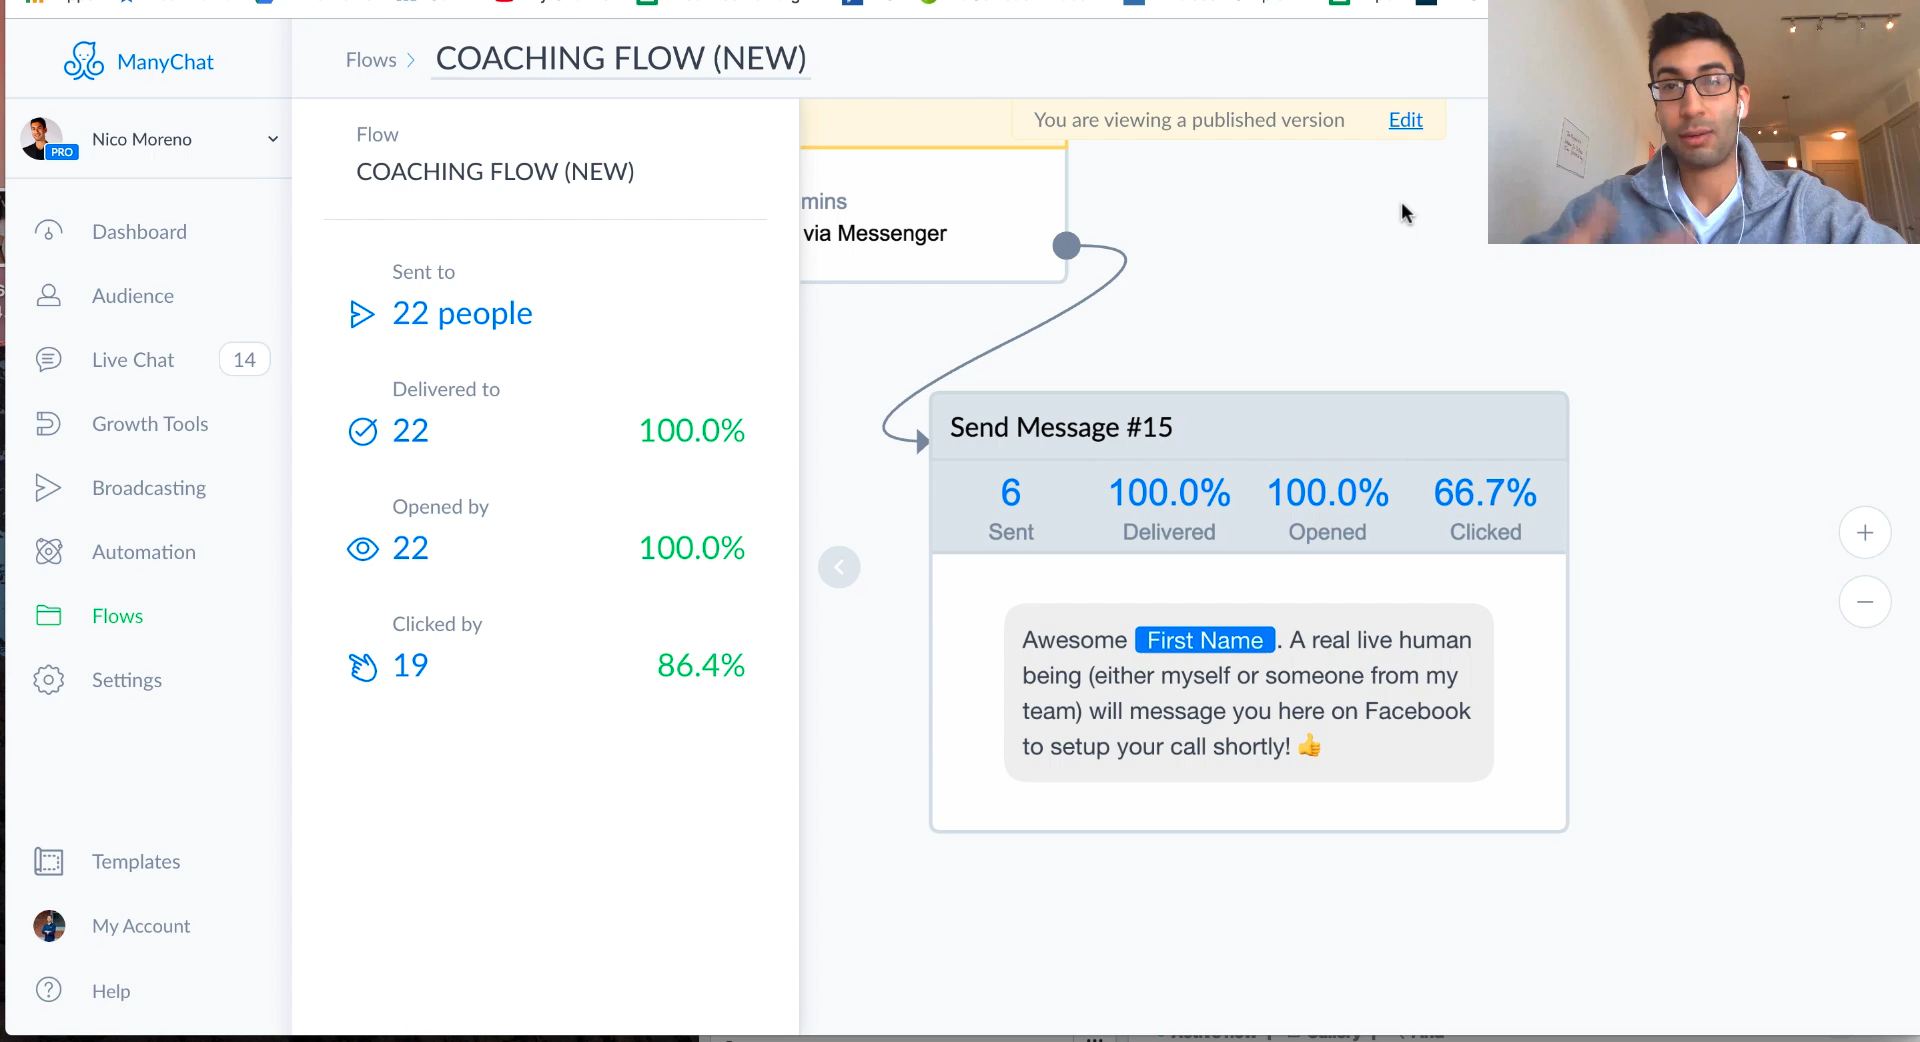 ManyChat
Flows > COACHING FLOW (NEW)
PRO
Nico Moreno
Dashboard
Audience
Live Chat 14
Growth Tools
Broadcasting
Automation
Flows
Settings
Templates
My Account
Help
Flow
COACHING FLOW (NEW)
Sent to
22 people
Delivered to
22 100.0%
Opened by
22 100.0%
Clicked by
19 86.4%
You are viewing a published version Edit
mins
via Messenger
Send Message #15
6 100.0% 100.0% 66.7%
Sent Delivered Opened Clicked
Awesome First Name . A real live human
being (either myself or someone from my
team) will message you here on Facebook
to setup your call shortly! 👍